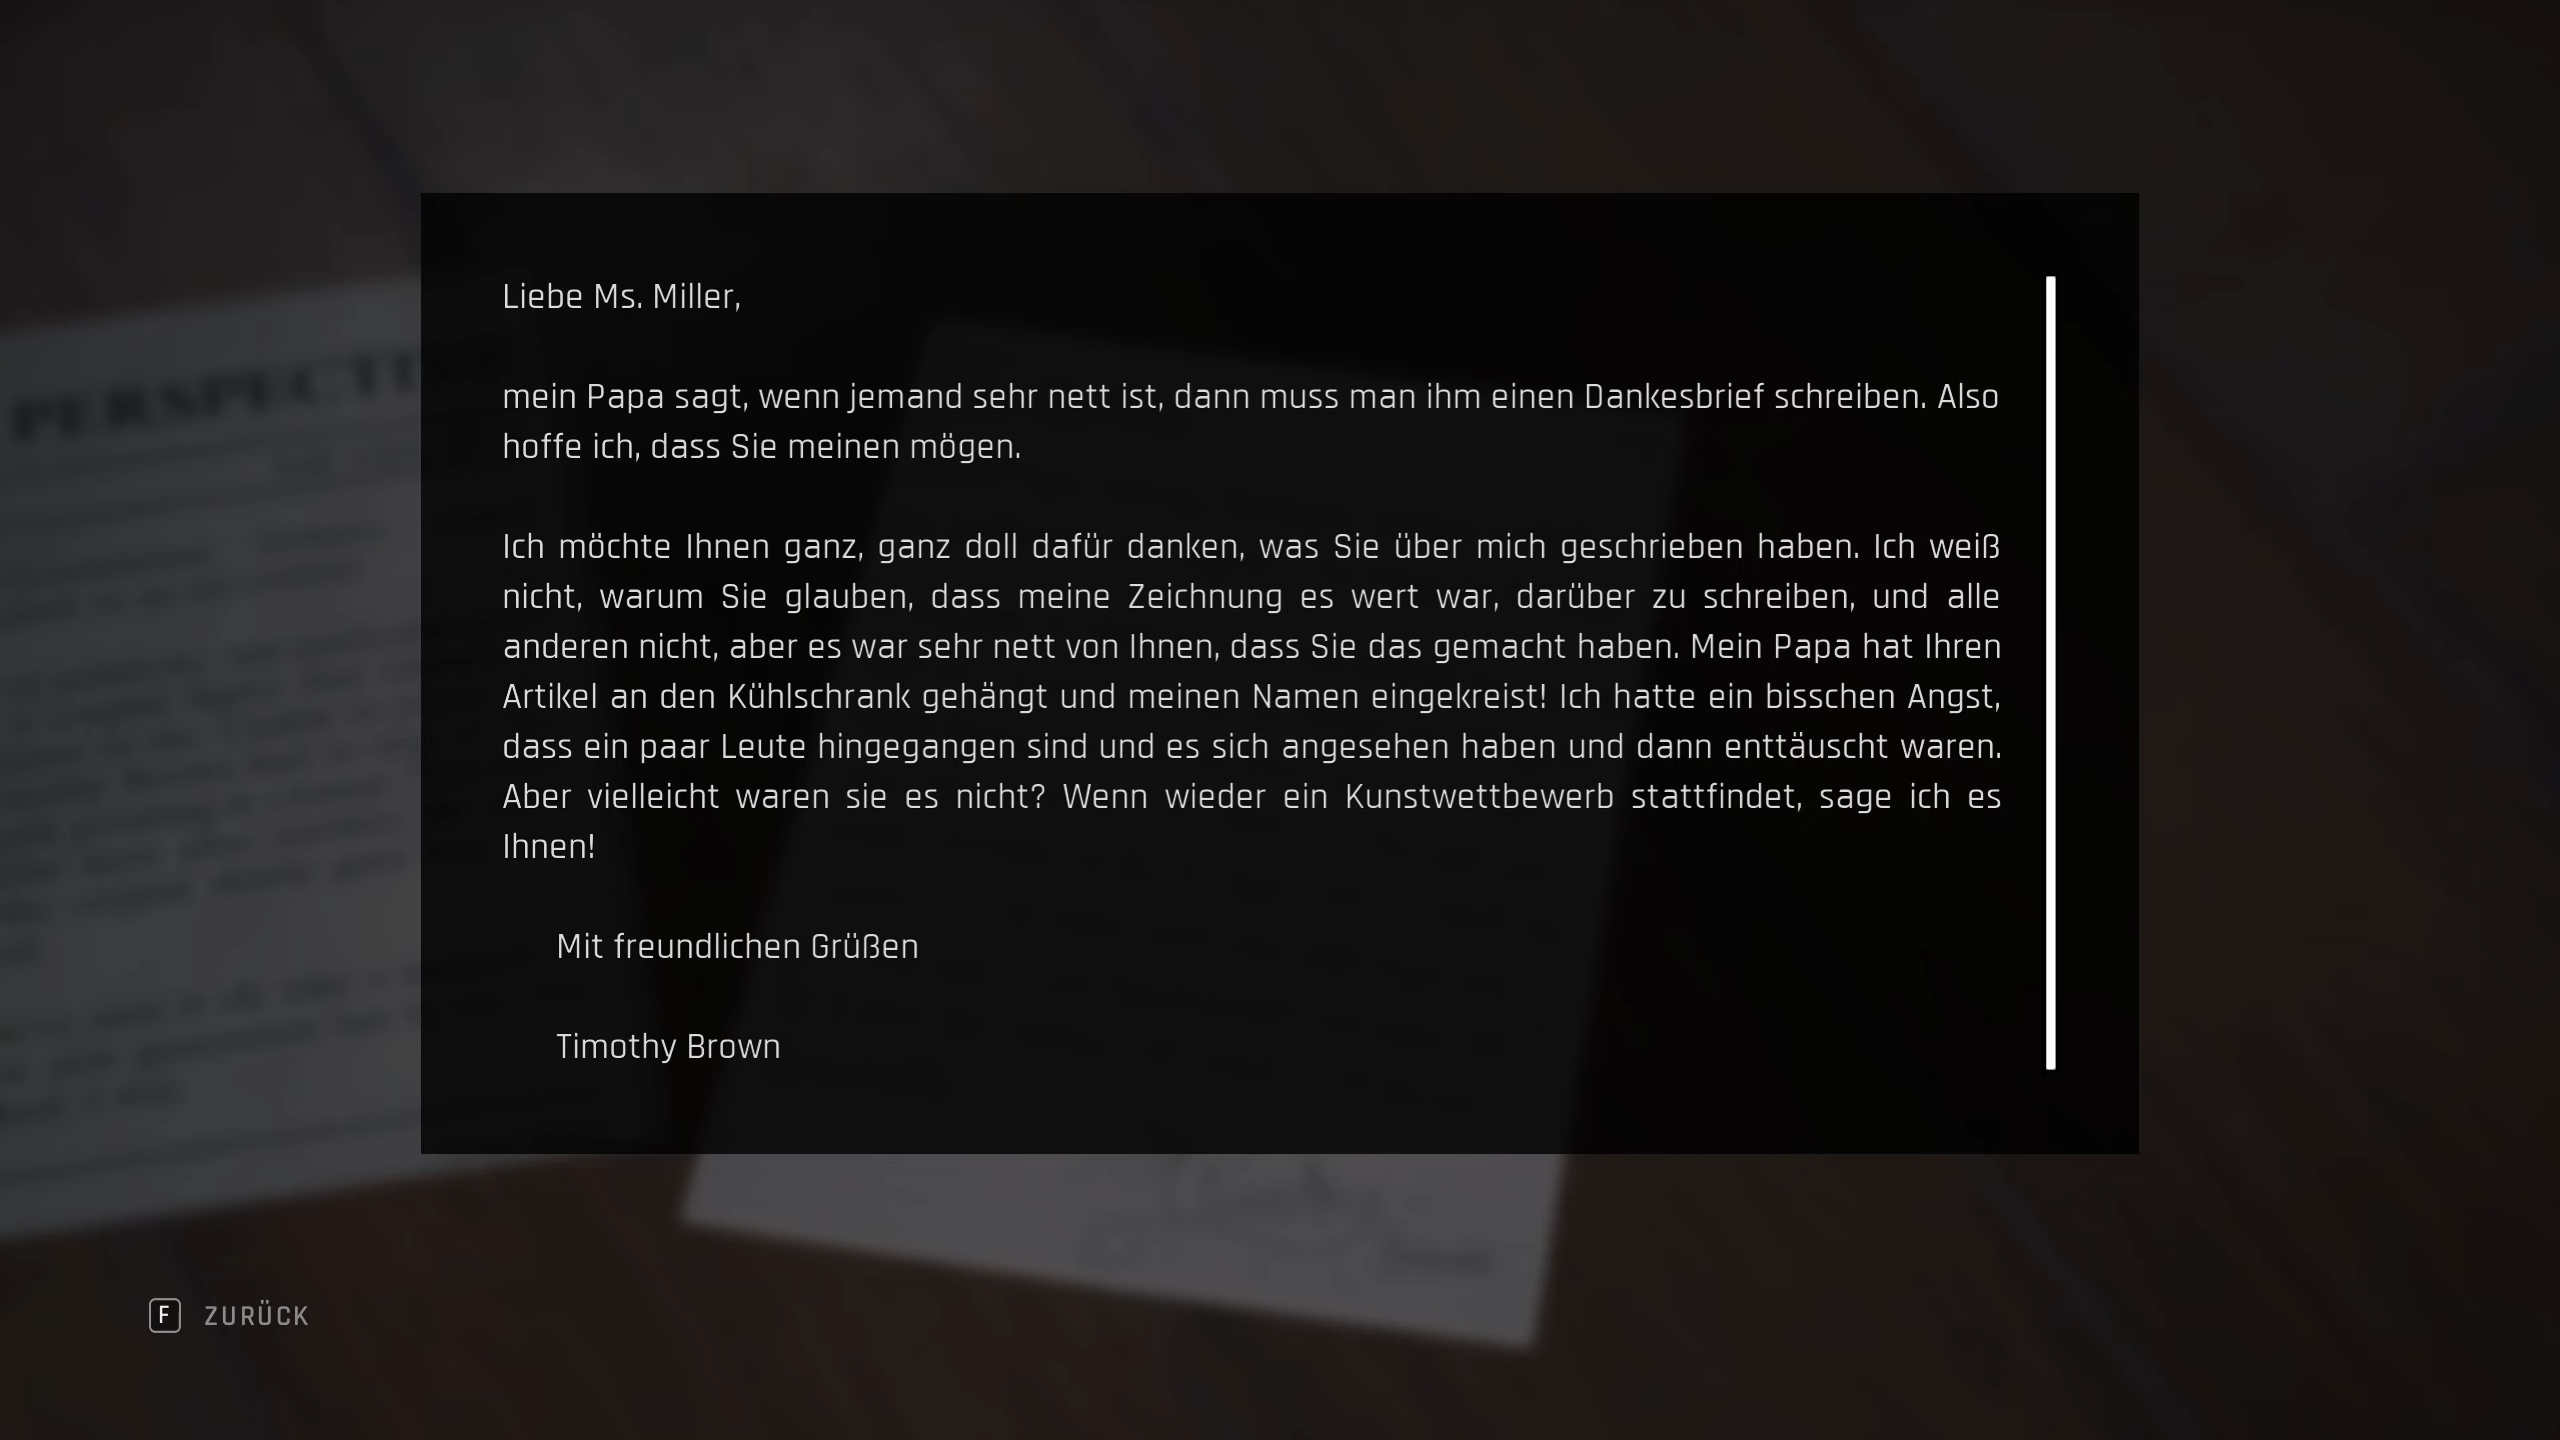 PERSPECTI
Liebe Ms. Miller,
mein Papa sagt, wenn jemand sehr nett ist, dann muss man ihm einen Dankesbrief schreiben. Also
hoffe ich, dass Sie meinen mögen.
Ich möchte Ihnen ganz, ganz doll dafür danken, was Sie über mich geschrieben haben. Ich weiß
nicht, warum Sie glauben, dass meine Zeichnung es wert war, darüber zu schreiben, und alle
anderen nicht, aber es war sehr nett von Ihnen, dass Sie das gemacht haben. Mein Papa hat Ihren
Artikel an den Kühlschrank gehängt und meinen Namen eingekreist! Ich hatte ein bisschen Angst,
dass ein paar Leute hingegangen sind und es sich angesehen haben und dann enttäuscht waren.
Aber vielleicht waren sie es nicht? Wenn wieder ein Kunstwettbewerb stattfindet, sage ich es
Ihnen!
Mit freundlichen Grüßen
Timothy Brown
F ZURÜCK